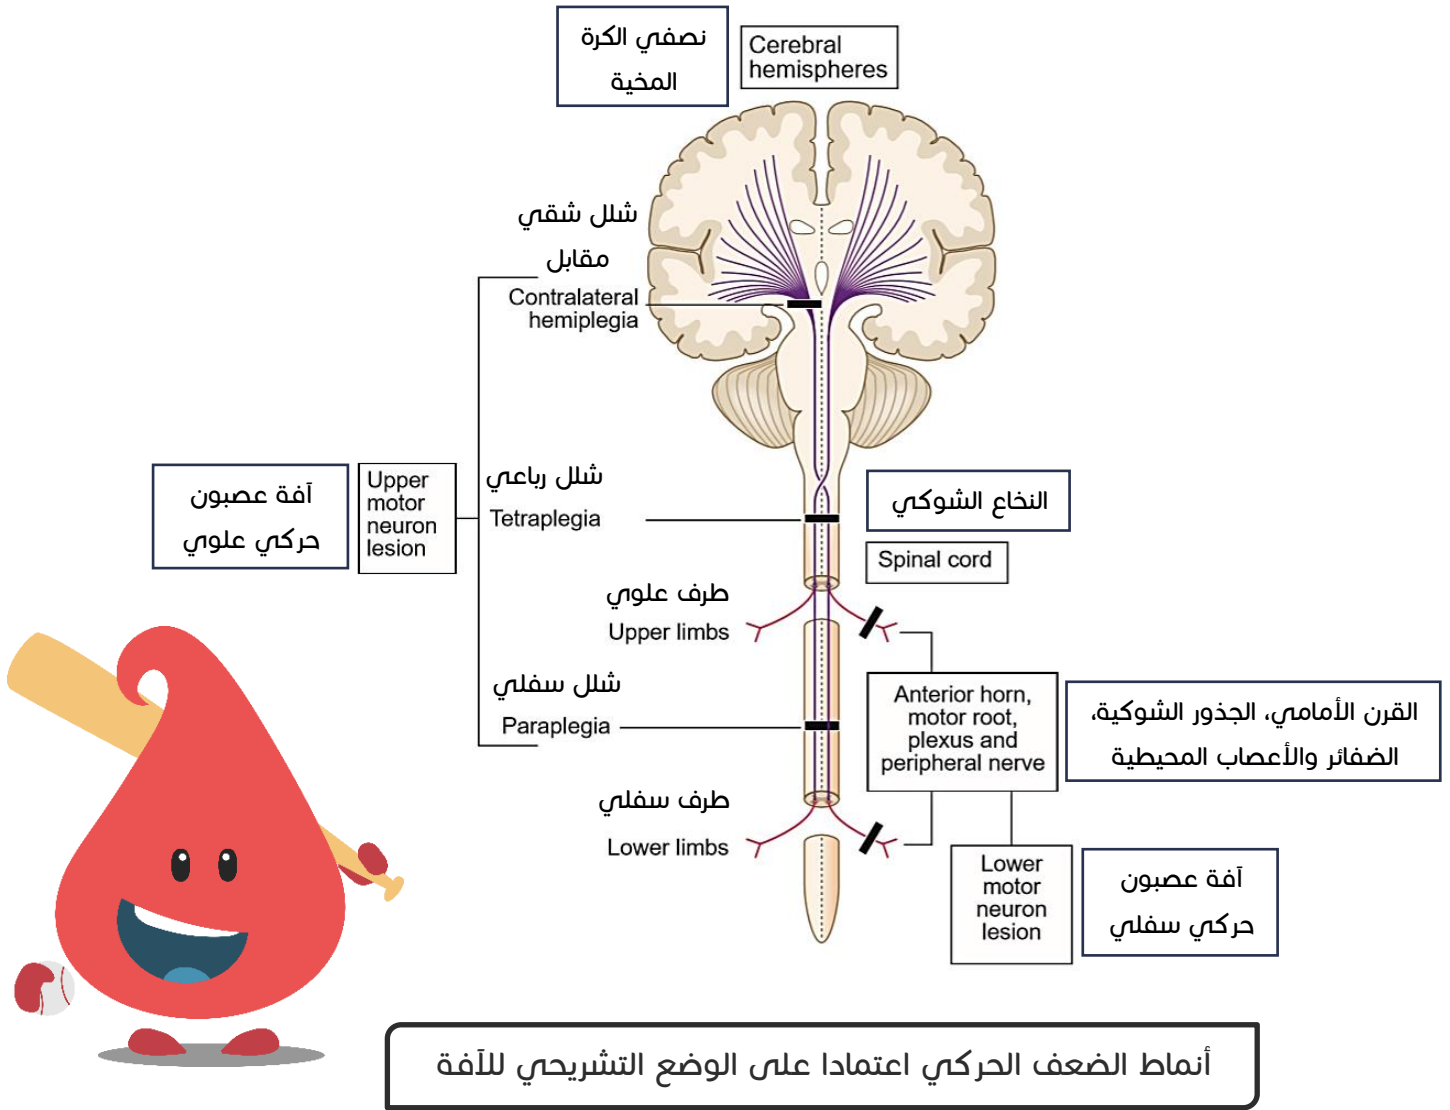 نصفي الكرة
المخية
Cerebral
hemispheres
شلل شقي
مقابل
Contralateral
hemiplegia
آفة عصبون
حركي علوي
Upper
motor
neuron
lesion
شلل رباعي
Tetraplegia
النخاع الشوكي
Spinal cord
طرف علوي
Upper limbs
شلل سفلي
Paraplegia
Anterior horn,
motor root,
plexus and
peripheral nerve
القرن الأمامي، الجذور الشوكية،
الضفائر والأعصاب المحيطية
طرف سفلي
Lower limbs
Lower
motor
neuron
lesion
آفة عصبون
حركي سفلي
أنماط الضعف الحركي اعتمادا على الوضع التشريحي للآفة